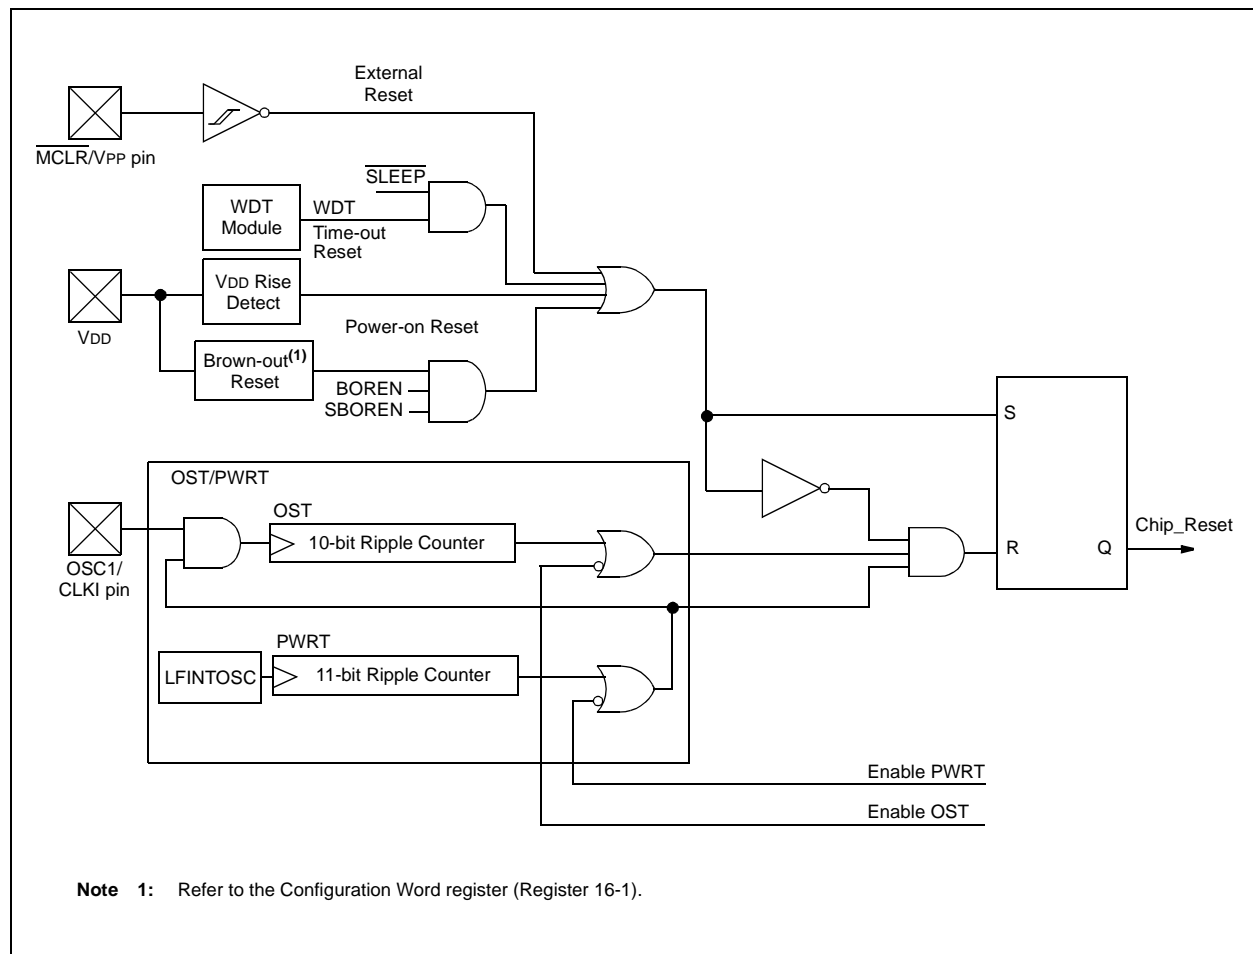 External
Reset
MCLR/VPP pin
SLEEP
WDT
Module
WDT
Time-out
Reset
VDD Rise
Detect
VDD
Power-on Reset
Brown-out(1)
Reset
BOREN
SBOREN
S
OST/PWRT
OST
10-bit Ripple Counter
Chip_Reset
R
Q
OSC1/
CLKI pin
PWRT
LFINTOSC
11-bit Ripple Counter
Enable PWRT
Enable OST
Note 1: Refer to the Configuration Word register (Register 16-1).